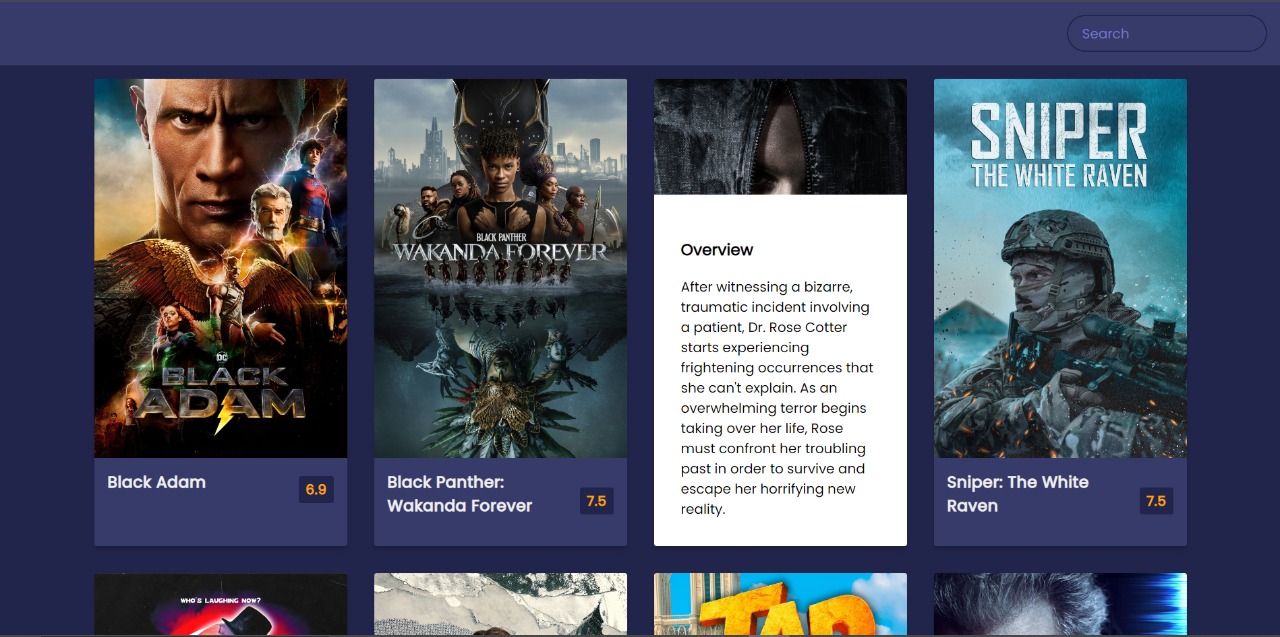 Search
DC
BLACK
ADAM
Black Adam
6.9
BLACK PANTHER
WAKANDA FOREVER
Black Panther:
Wakanda Forever
7.5
Overview
After witnessing a bizarre,
traumatic incident involving
a patient, Dr. Rose Cotter
starts experiencing
frightening occurrences that
she can't explain. As an
overwhelming terror begins
taking over her life, Rose
must confront her troubling
past in order to survive and
escape her horrifying new
reality.
SNIPER
THE WHITE RAVEN
Sniper: The White
Raven
7.5
WHO'S LAUGHING NOW?
TAD